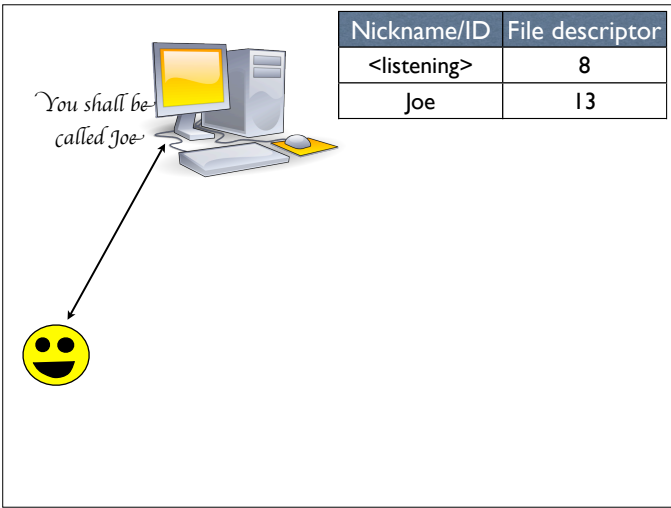 Nickname/ID File descriptor
<listening> 8
Joe 13
You shall be
called Joe